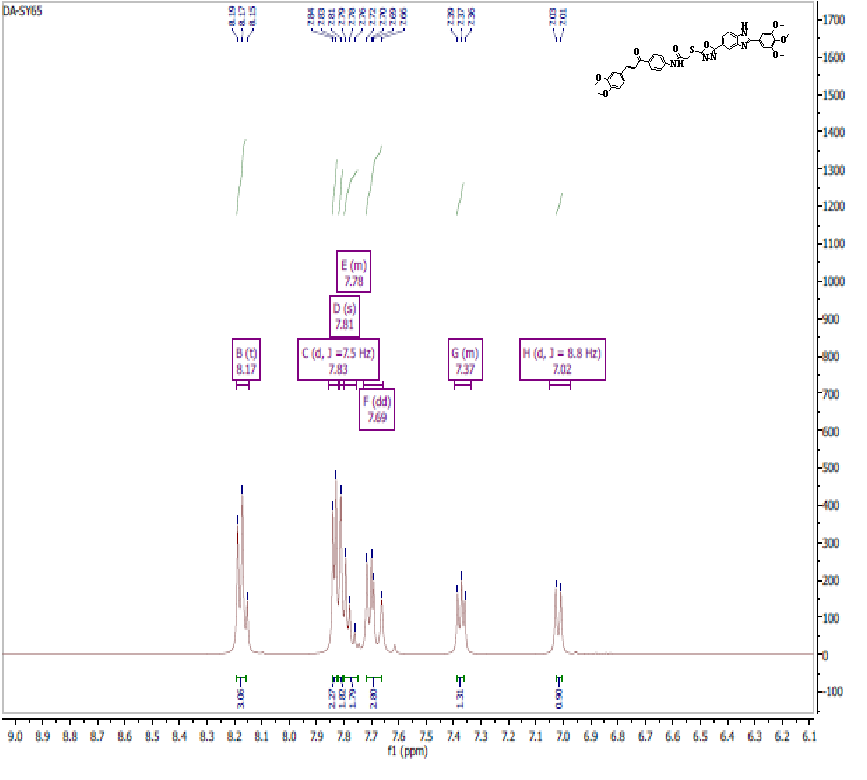 DA-SY65
8.19
8.17
8.15
7.84
7.83
7.81
7.79
7.78
7.76
7.72
7.70
7.69
7.66
7.39
7.37
7.36
7.03
7.01
1700
1600
1500
1400
1300
1200
1100
1000
900
800
700
600
500
400
300
200
100
0
-100
H
N
N
O
O
O
O
N N
S
O
NH
O
O
O
E (m)
7.78
D (s)
7.81
B (t)
8.17
C (d, J =7.5 Hz)
7.83
G (m)
7.37
H (d, J = 8.8 Hz)
7.02
F (dd)
7.69
3.06
2.27
1.82
1.79
2.80
1.31
0.90
9.0 8.9 8.8 8.7 8.6 8.5 8.4 8.3 8.2 8.1 8.0 7.9 7.8 7.7 7.6 7.5 7.4 7.3 7.2 7.1 7.0 6.9 6.8 6.7 6.6 6.5 6.4 6.3 6.2 6.1
f1 (ppm)